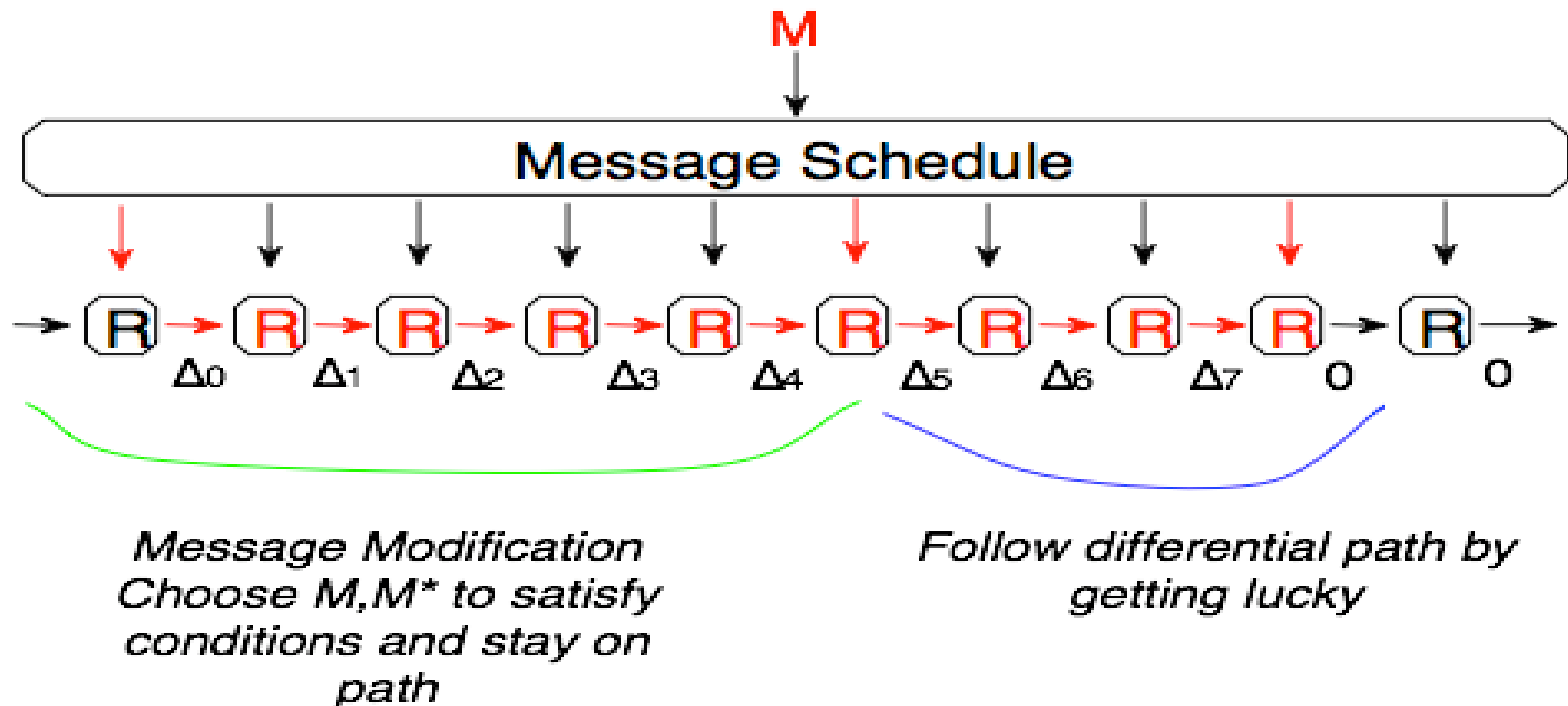 M
Message Schedule
R R R R R R R R R R
Δ0 Δ1 Δ2 Δ3 Δ4 Δ5 Δ6 Δ7 0 0
Message Modification
Choose M,M* to satisfy
conditions and stay on
path
Follow differential path by
getting lucky